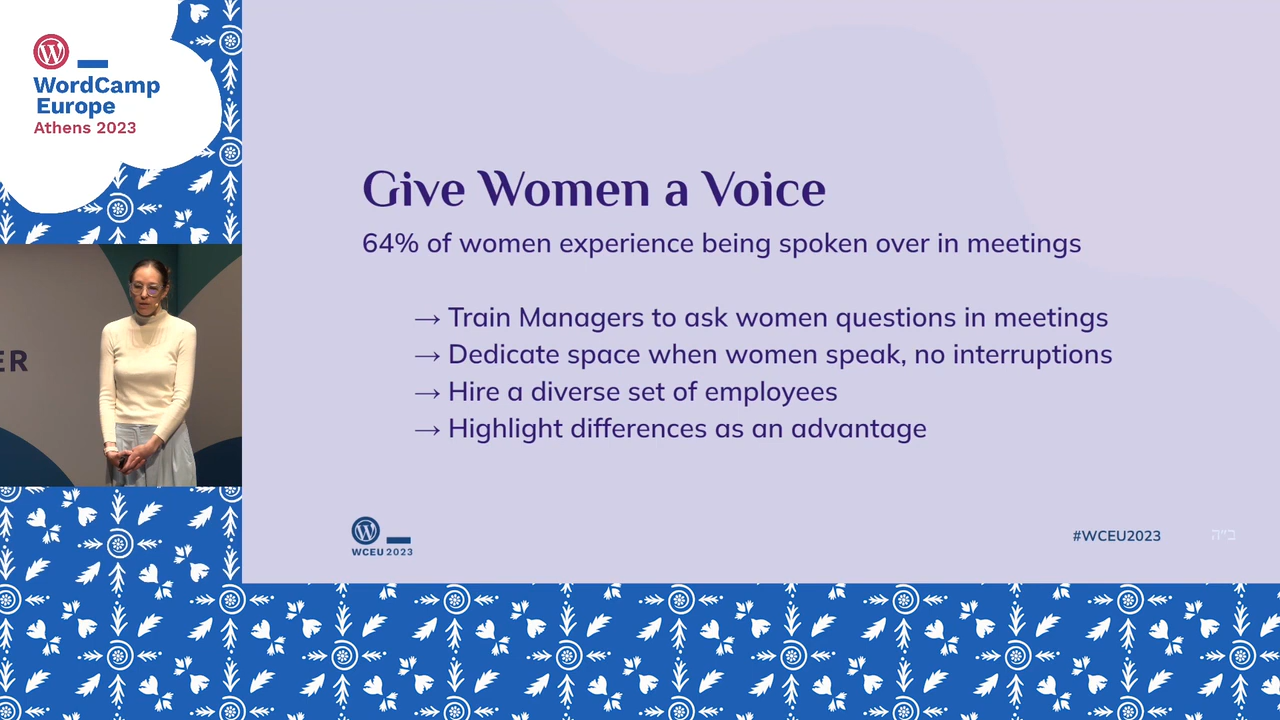 WordCamp
Europe
Athens 2023
ER
Give Women a Voice
64% of women experience being spoken over in meetings
→ Train Managers to ask women questions in meetings
→ Dedicate space when women speak, no interruptions
→ Hire a diverse set of employees
→ Highlight differences as an advantage
WCEU 2023
#WCEU2023
ב״ה